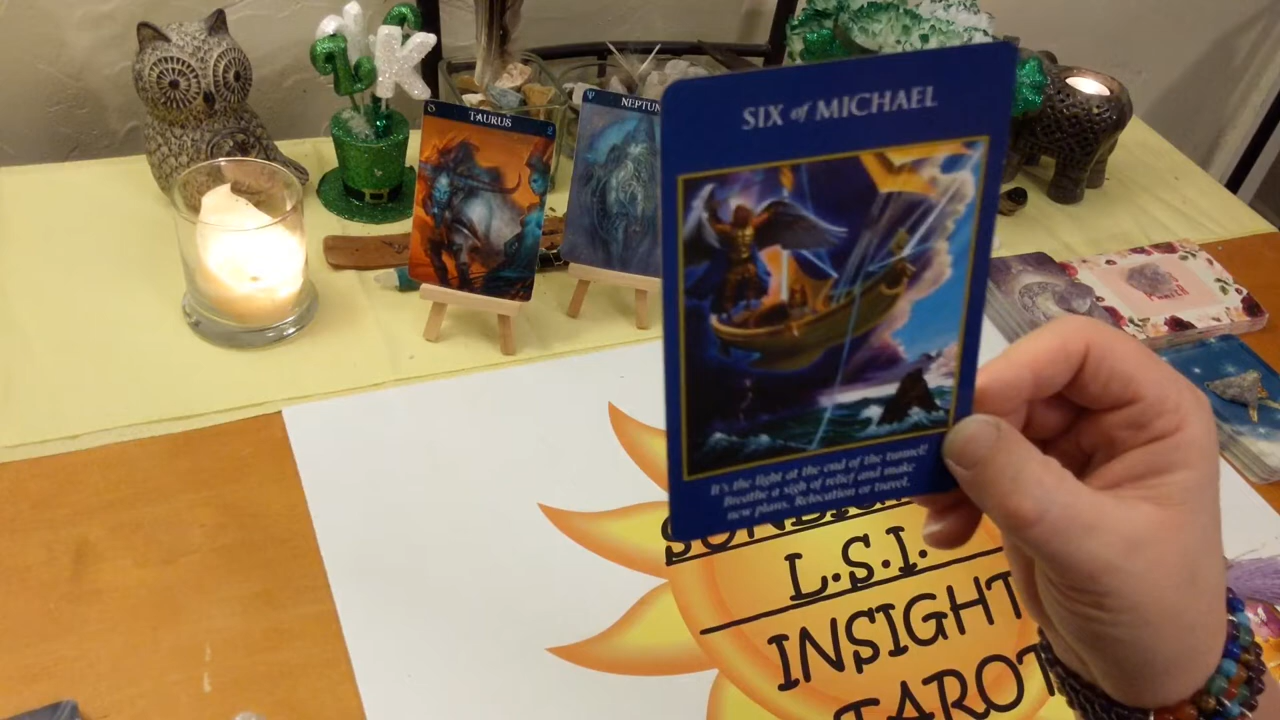 K
TAURUS
NEPTUN
SIX of MICHAEL
It's the light at the end of the tunnel!
Breathe a sigh of relief and make
new plans. Relocation or travel.
L.S.I.
INSIGHT
TAROT